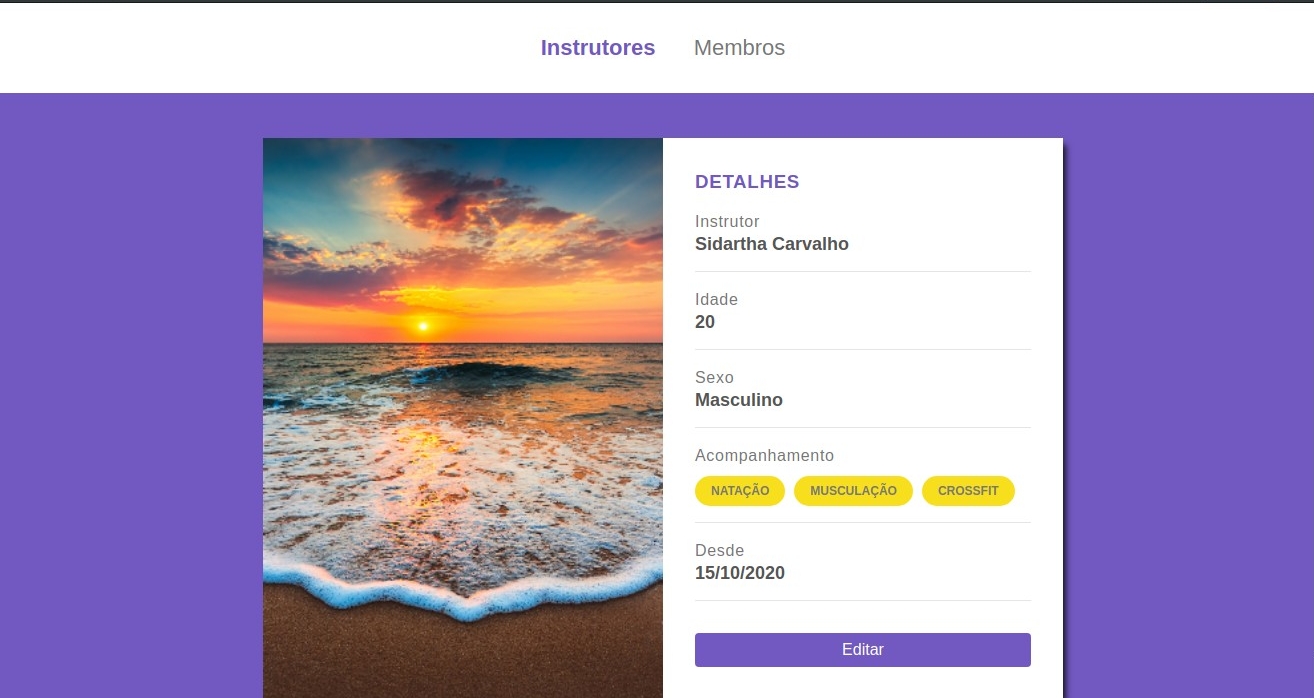 Instrutores Membros
DETALHES
Instrutor
Sidartha Carvalho
Idade
20
Sexo
Masculino
Acompanhamento
NATAÇÃO MUSCULAÇÃO CROSSFIT
Desde
15/10/2020
Editar